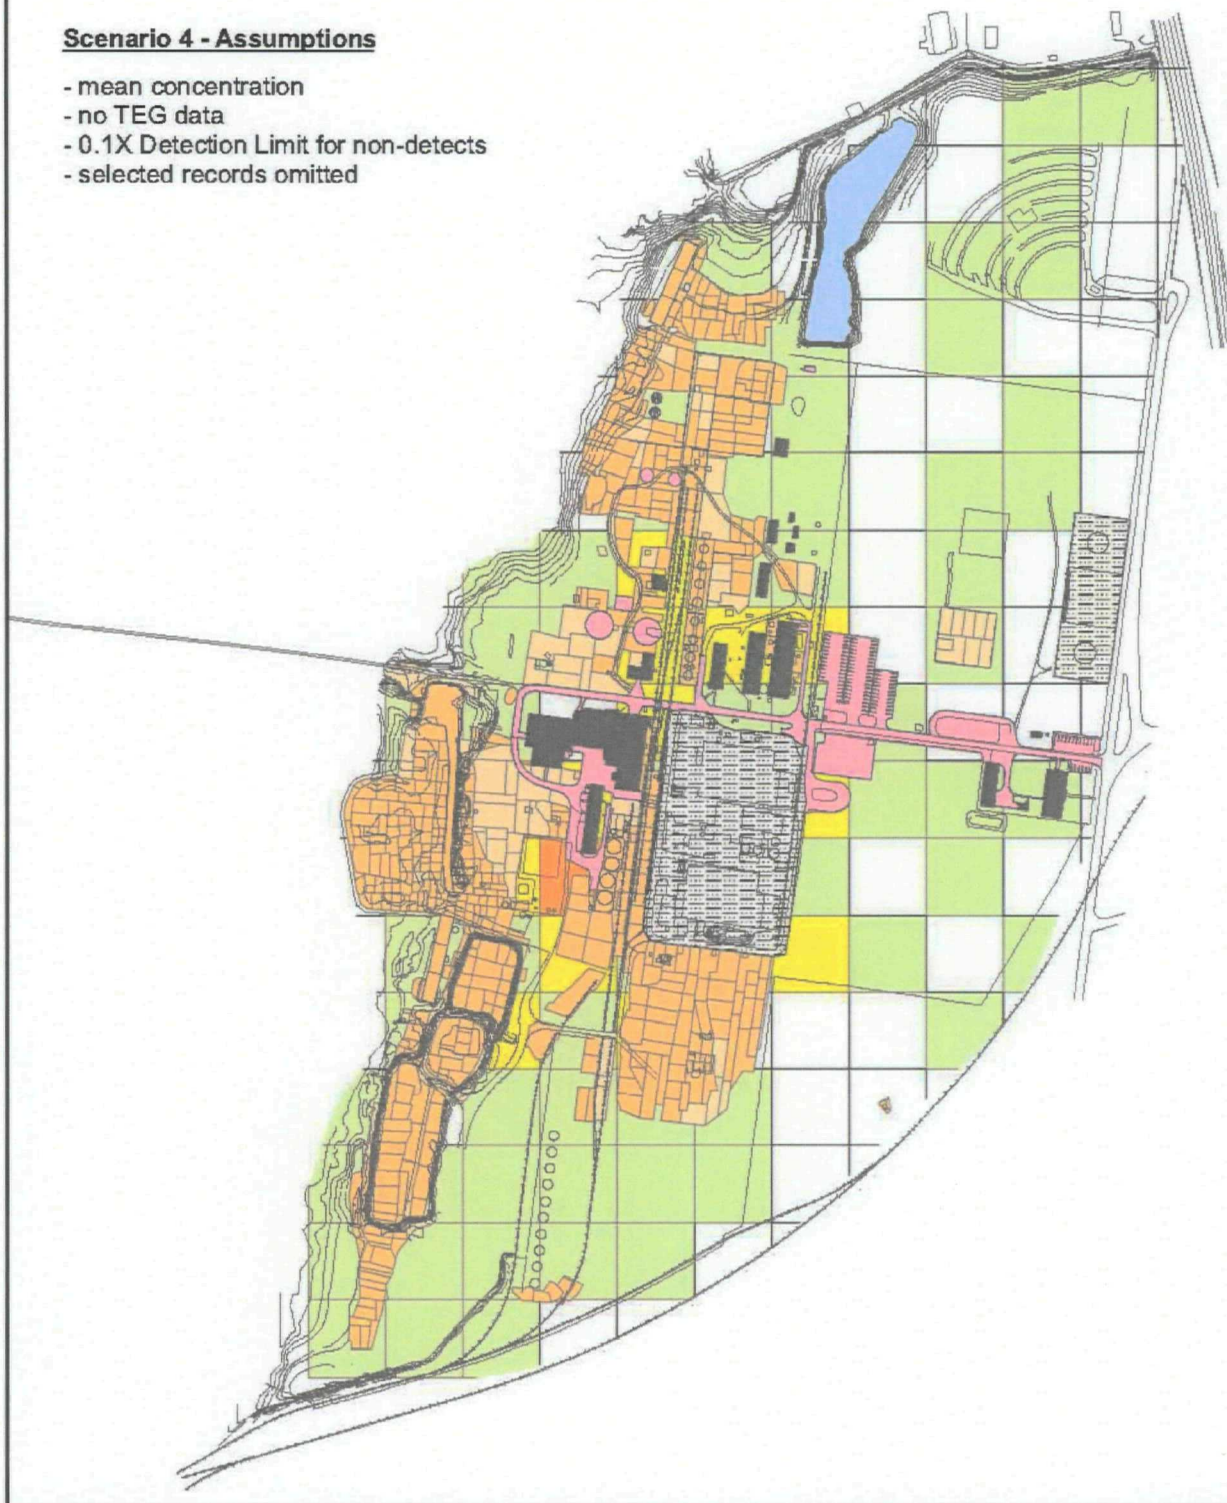 Scenario 4 - Assumptions
- mean concentration
- no TEG data
- 0.1X Detection Limit for non-detects
- selected records omitted